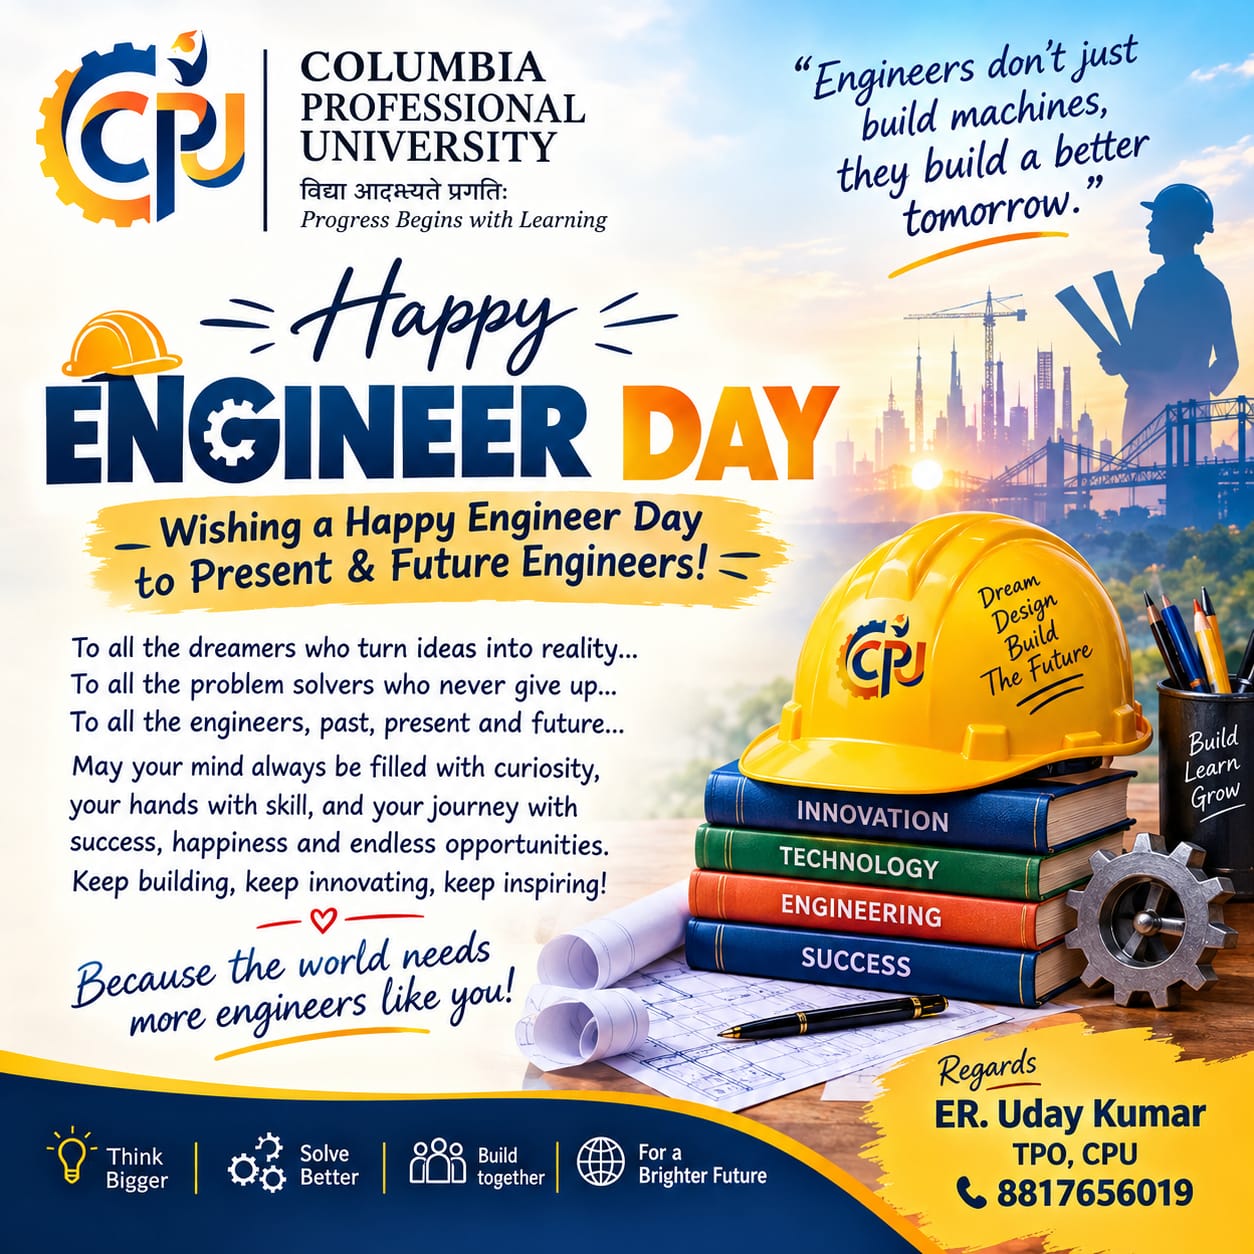 CPU
COLUMBIA
PROFESSIONAL
UNIVERSITY
विद्या आदभ्यते प्रगतिः
Progress Begins with Learning
“Engineers don't just
build machines,
they build a better
tomorrow.”
Happy
ENGINEER DAY
Wishing a Happy Engineer Day
to Present & Future Engineers!
To all the dreamers who turn ideas into reality...
To all the problem solvers who never give up...
To all the engineers, past, present and future...
May your mind always be filled with curiosity,
your hands with skill, and your journey with
success, happiness and endless opportunities.
Keep building, keep innovating, keep inspiring!
Because the world needs
more engineers like you!
CPU
Dream
Design
Build
The Future
Build
Learn
Grow
INNOVATION
TECHNOLOGY
ENGINEERING
SUCCESS
Regards
ER. Uday Kumar
TPO, CPU
8817656019
Think
Bigger
Solve
Better
Build
together
For a
Brighter Future